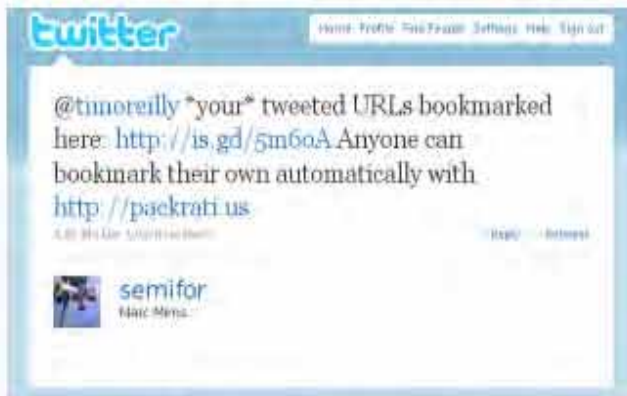 twitter
Home Profile Find People Settings Help Sign out
@timoreilly *your* tweeted URLs bookmarked
here: http://is.gd/5m60A Anyone can
bookmark their own automatically with
http://packrati.us
Reply Retweet
semifor
Marc Mims